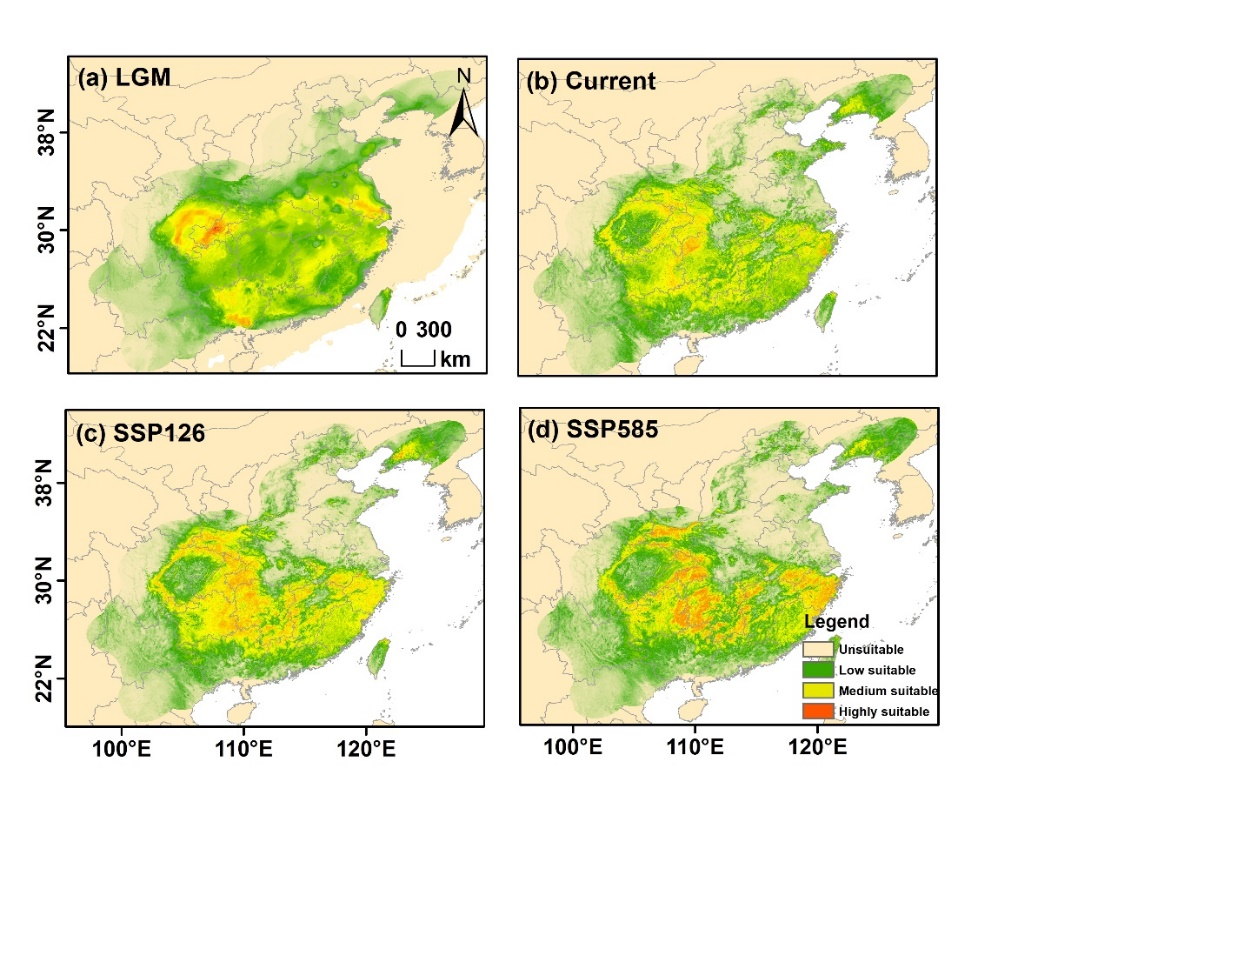 (a) LGM
N
(b) Current
38°N
30°N
22°N
0 300
km
(c) SSP126
(d) SSP585
38°N
30°N
22°N
Legend
Unsuitable
Low suitable
Medium suitable
Highly suitable
100°E 110°E 120°E
100°E 110°E 120°E